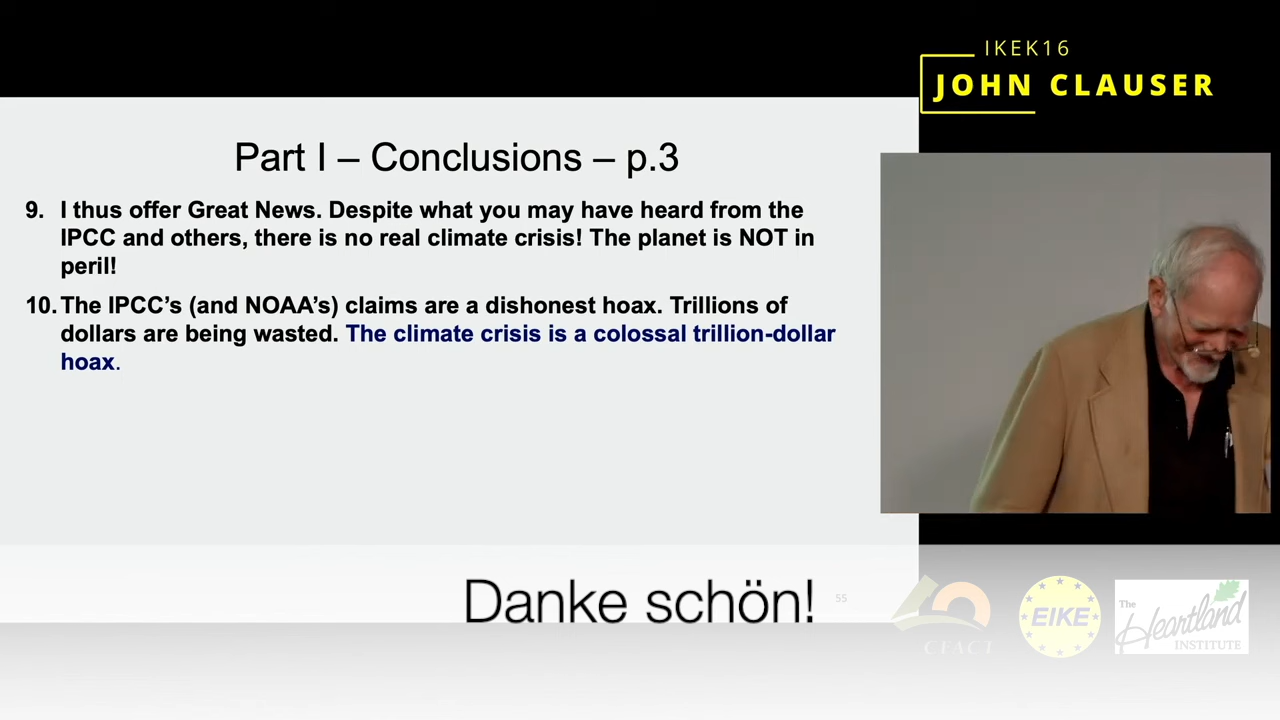 IKEK16
JOHN CLAUSER
Part I – Conclusions – p.3
9. I thus offer Great News. Despite what you may have heard from the
IPCC and others, there is no real climate crisis! The planet is NOT in
peril!
10. The IPCC’s (and NOAA’s) claims are a dishonest hoax. Trillions of
dollars are being wasted. The climate crisis is a colossal trillion-dollar
hoax.
Danke schön!
55
CFACT
EIKE
The
Heartland
INSTITUTE